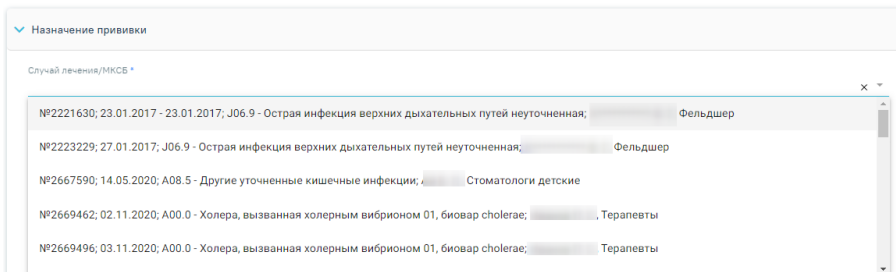 Назначение прививки
Случай лечения/МКСБ *
№2221630; 23.01.2017 - 23.01.2017; J06.9 - Острая инфекция верхних дыхательных путей неуточненная; Фельдшер
№2223229; 27.01.2017; J06.9 - Острая инфекция верхних дыхательных путей неуточненная; Фельдшер
№2667590; 14.05.2020; A08.5 - Другие уточненные кишечные инфекции; Стоматологи детские
№2669462; 02.11.2020; A00.0 - Холера, вызванная холерным вибрионом 01, биовар cholerae; , Терапевты
№2669496; 03.11.2020; A00.0 - Холера, вызванная холерным вибрионом 01, биовар cholerae; , Терапевты